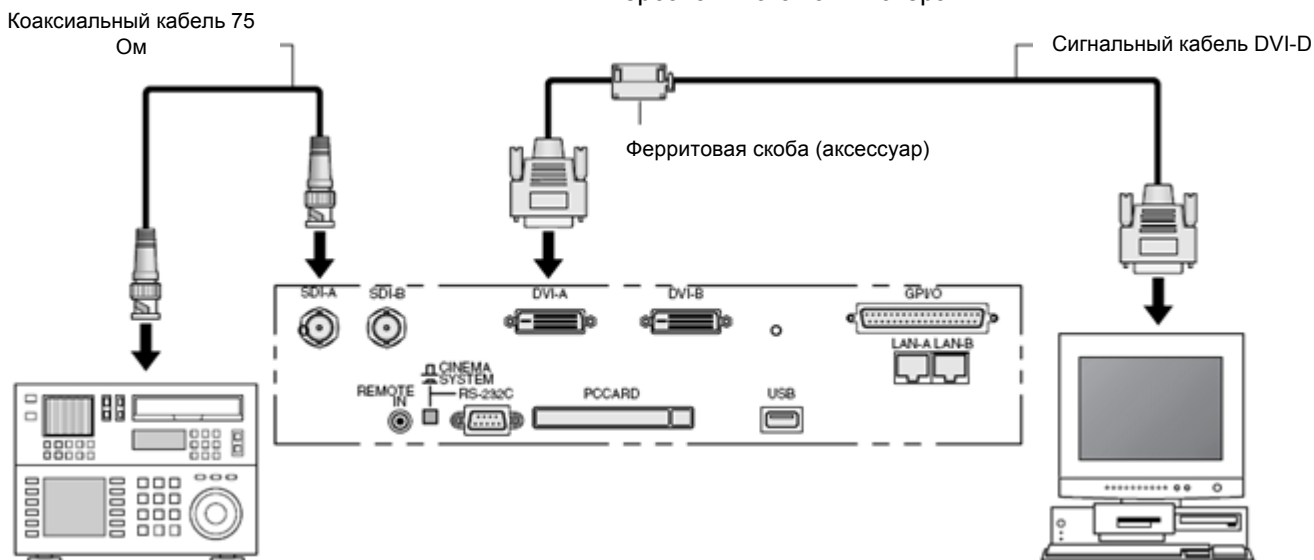 Коаксиальный кабель 75
Ом
Сигнальный кабель DVI-D
Ферритовая скоба (аксессуар)
SDI-A SDI-B DVI-A DVI-B GPI/O
LAN-A LAN-B
CINEMA
SYSTEM
REMOTE
IN
RS-232C PCCARD USB